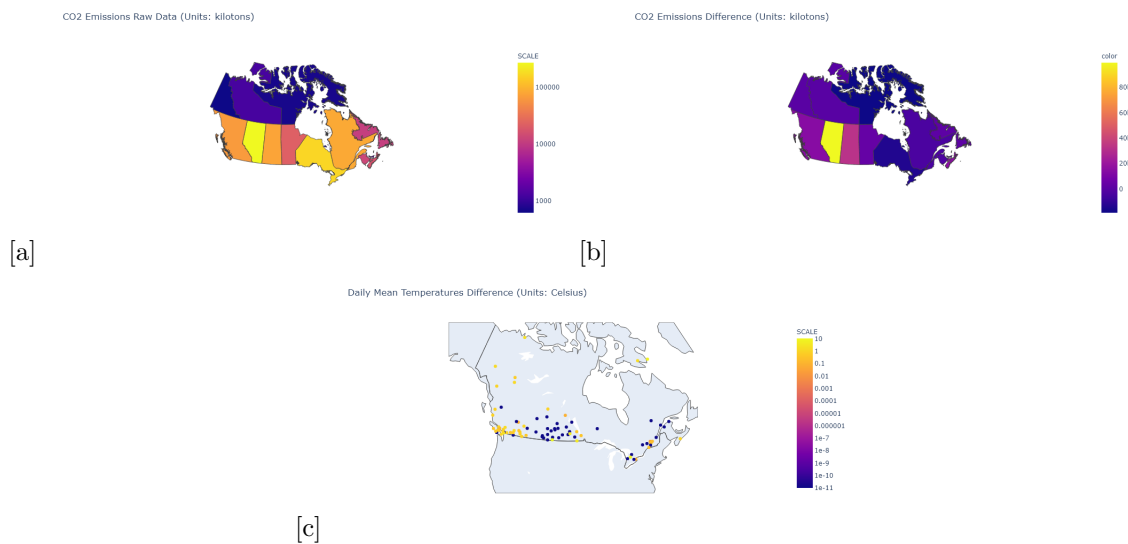 CO2 Emissions Raw Data (Units: kilotons)
SCALE
100000
10000
1000
[a]
CO2 Emissions Difference (Units: kilotons)
color
0
[b]
Daily Mean Temperatures Difference (Units: Celsius)
SCALE
10
1
0.1
0.01
0.001
0.0001
0.00001
0.000001
1e-7
1e-8
1e-9
1e-10
1e-11
[c]